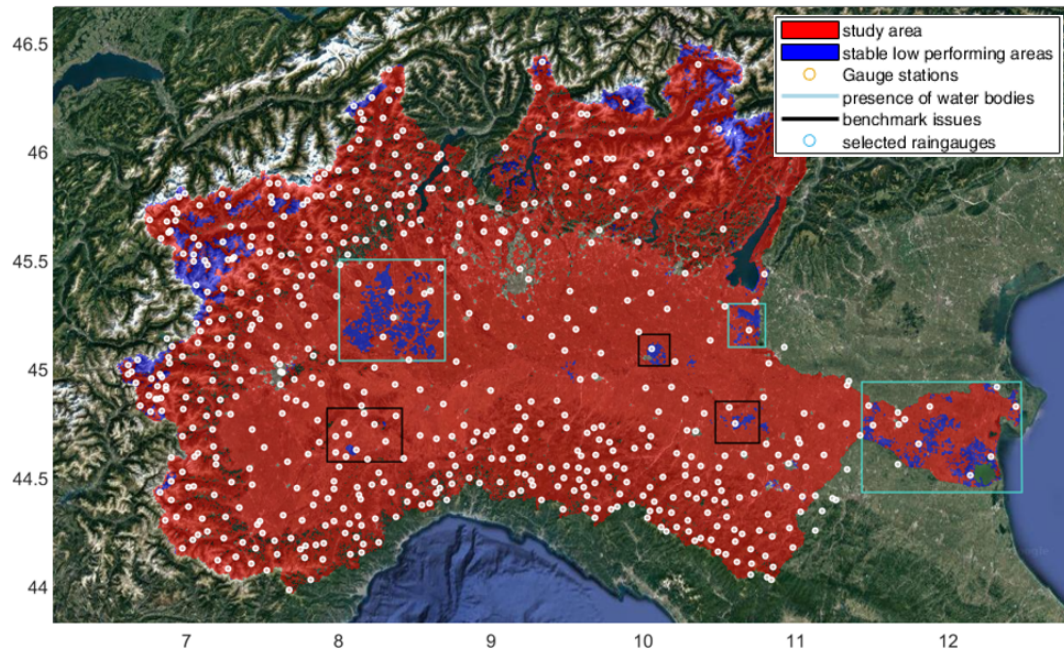 46.5
46
45.5
45
44.5
44
study area
stable low performing areas
Gauge stations
presence of water bodies
benchmark issues
selected raingauges
7
8
9
10
11
12